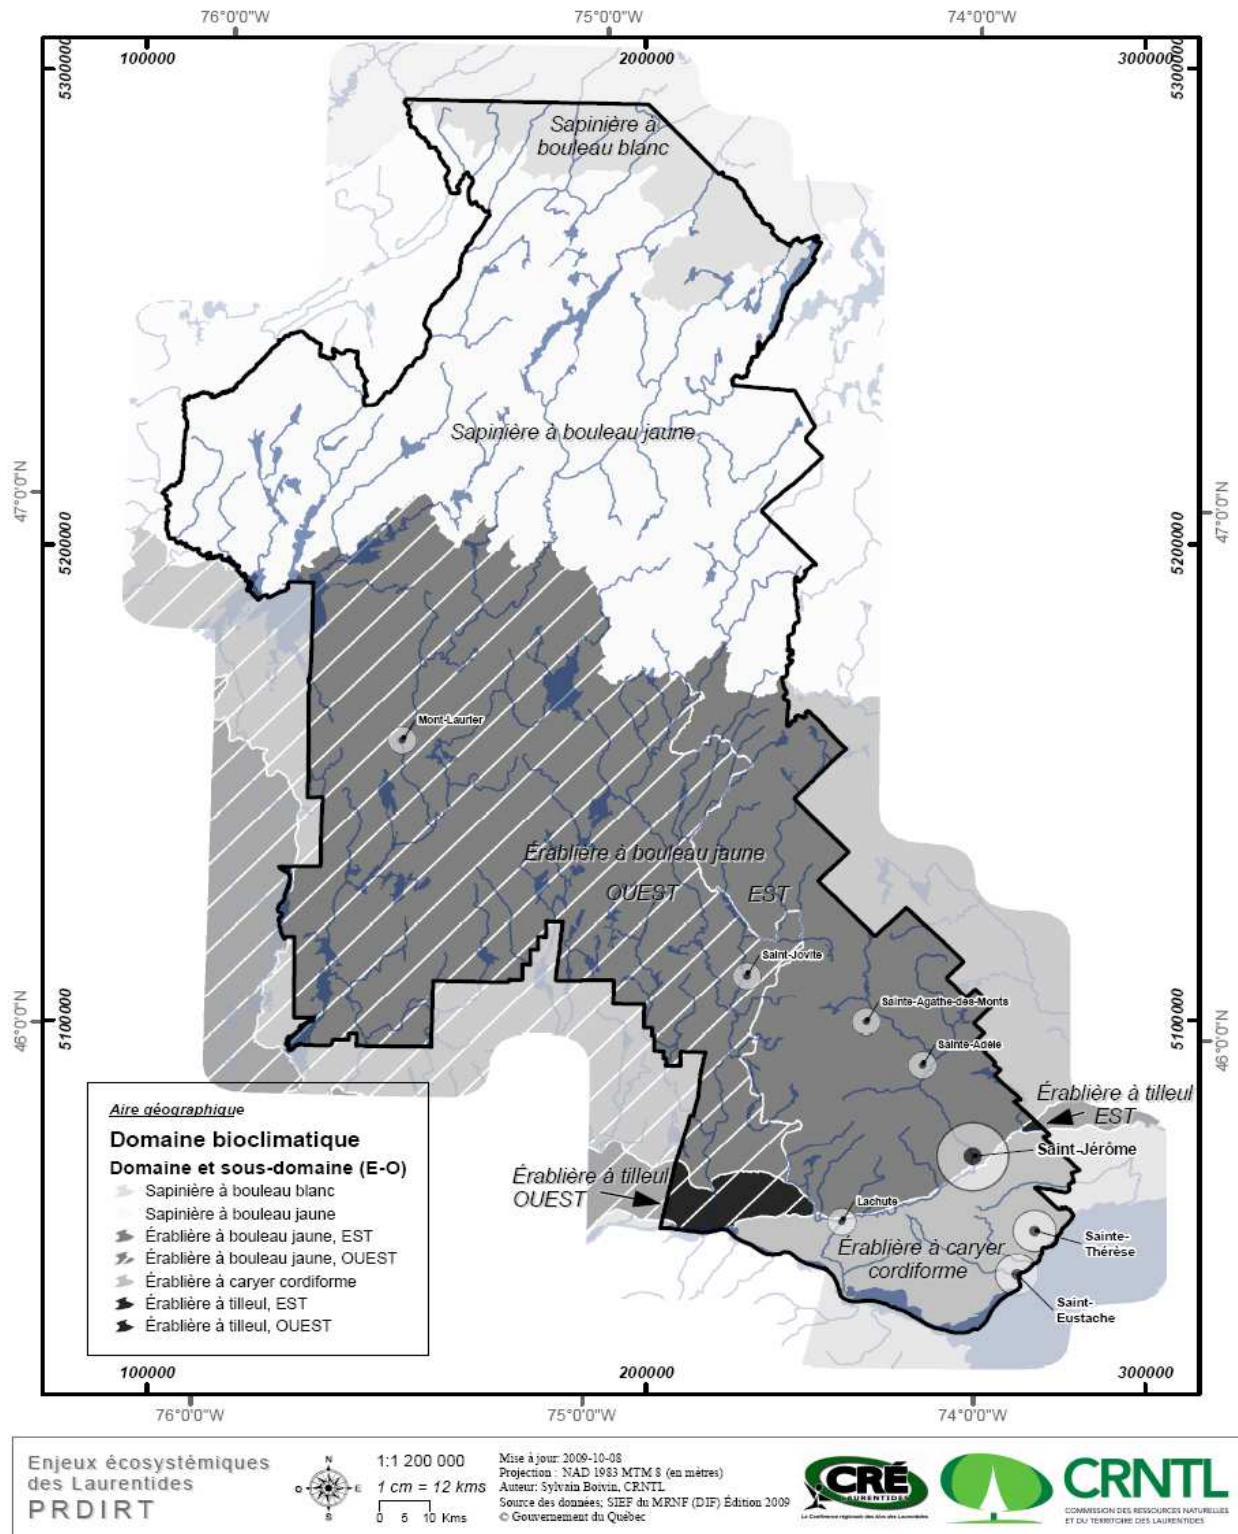 76°0'0"W
75°0'0"W
74°0'0"W
100000
200000
300000
5300000
5300000
Sapinière à
bouleau blanc
Sapinière à bouleau jaune
47°0'0"N
47°0'0"N
5200000
5200000
Mont-Laurier
Érablière à bouleau jaune
OUEST
EST
Saint-Jovite
Sainte-Agathe-des-Monts
Sainte-Adèle
5100000
5100000
46°0'0"N
46°0'0"N
Érablière à tilleul
EST
Saint-Jérôme
Érablière à tilleul
OUEST
Lachute
Érablière à caryer
cordiforme
Sainte-
Thérèse
Saint-
Eustache
Aire géographique
Domaine bioclimatique
Domaine et sous-domaine (E-O)
Sapinière à bouleau blanc
Sapinière à bouleau jaune
Érablière à bouleau jaune, EST
Érablière à bouleau jaune, OUEST
Érablière à caryer cordiforme
Érablière à tilleul, EST
Érablière à tilleul, OUEST
100000
200000
300000
76°0'0"W
75°0'0"W
74°0'0"W
Enjeux écosystémiques
des Laurentides
PRDIRT
N
O
E
S
1:1 200 000
1 cm = 12 kms
0 5 10 Kms
Mise à jour: 2009-10-08
Projection : NAD 1983 MTM 8 (en mètres)
Auteur: Sylvain Boivin, CRNTL
Source des données; SIEF du MRNF (DIF) Édition 2009
© Gouvernement du Québec
CRÉ
LAURENTIDES
La Conférence régionale des élus des Laurentides
CRNTL
COMMISSION DES RESSOURCES NATURELLES
ET DU TERRITOIRE DES LAURENTIDES